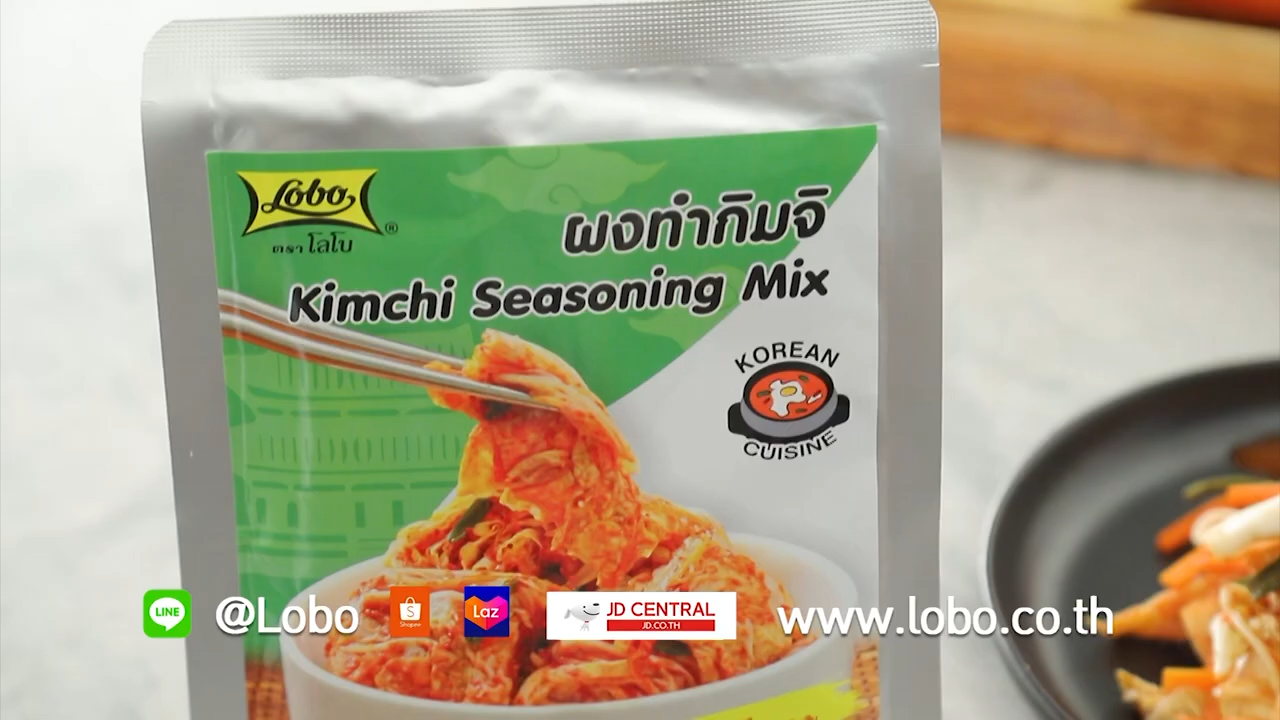 Lobo
®
ตราโลโบ
ผงทำกิมจิ
Kimchi Seasoning Mix
KOREAN
CUISINE
LINE
@Lobo
S
Shopee
Laz
JD CENTRAL
JD.CO.TH
www.lobo.co.th